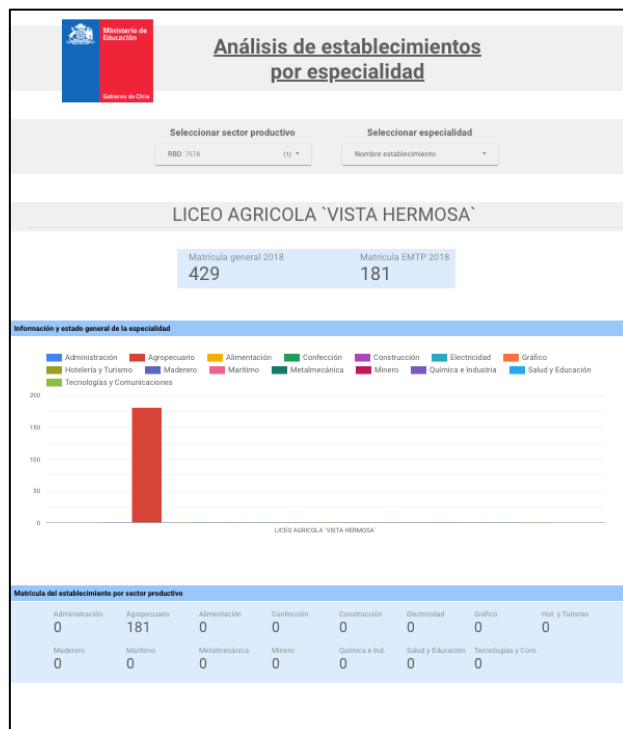 Ministerio de
Educación
Gobierno de Chile
Análisis de establecimientos
por especialidad
Seleccionar sector productivo
Seleccionar especialidad
RBD: 7578 (1)
Nombre establecimiento
LICEO AGRICOLA `VISTA HERMOSA`
Matrícula general 2018
429
Matrícula EMTP 2018
181
Información y estado general de la especialidad
Administración Agropecuario Alimentación Confección Construcción Electricidad Gráfico
Hotelería y Turismo Maderero Marítimo Metalmecánica Minero Química e Industria Salud y Educación
Tecnologías y Comunicaciones
200
150
100
50
0
LICEO AGRICOLA `VISTA HERMOSA`
Matrícula del establecimiento por sector productivo
Administración Agropecuario Alimentación Confección Construcción Electricidad Gráfico Hot. y Turismo
0 181 0 0 0 0 0 0
Maderero Marítimo Metalmecánica Minero Química e Ind. Salud y Educación Tecnologías y Com.
0 0 0 0 0 0 0